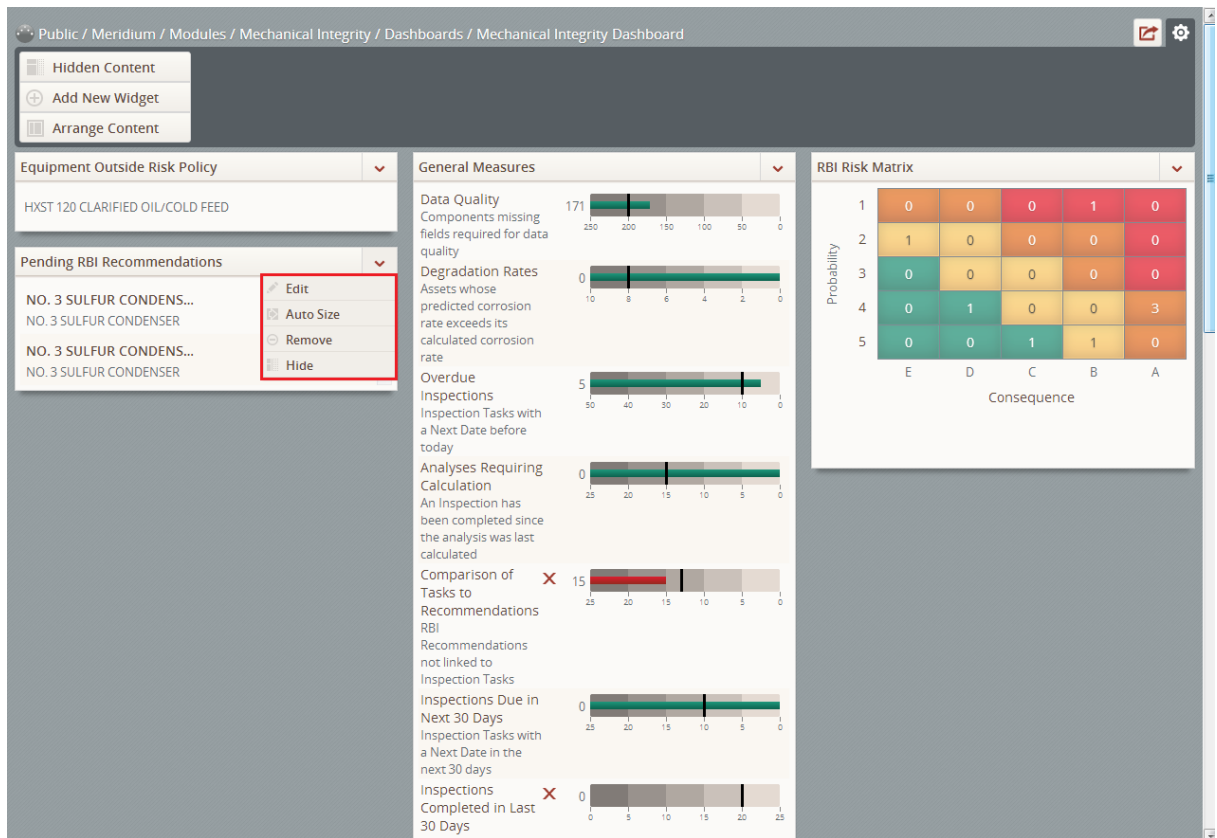 Public / Meridium / Modules / Mechanical Integrity / Dashboards / Mechanical Integrity Dashboard
Hidden Content
Add New Widget
Arrange Content
Equipment Outside Risk Policy
HXST 120 CLARIFIED OIL/COLD FEED
Pending RBI Recommendations
NO. 3 SULFUR CONDENS...
NO. 3 SULFUR CONDENSER
NO. 3 SULFUR CONDENS...
NO. 3 SULFUR CONDENSER
Edit
Auto Size
Remove
Hide
General Measures
Data Quality
Components missing
fields required for data
quality
171
250 200 150 100 50 0
Degradation Rates
Assets whose
predicted corrosion
rate exceeds its
calculated corrosion
rate
0
10 8 6 4 2 0
Overdue
Inspections
Inspection Tasks with
a Next Date before
today
5
50 40 30 20 10 0
Analyses Requiring
Calculation
An Inspection has
been completed since
the analysis was last
calculated
0
25 20 15 10 5 0
Comparison of
Tasks to
Recommendations
RBI
Recommendations
not linked to
Inspection Tasks
15
25 20 15 10 5 0
Inspections Due in
Next 30 Days
Inspection Tasks with
a Next Date in the
next 30 days
0
25 20 15 10 5 0
Inspections
Completed in Last
30 Days
0
0 5 10 15 20 25
RBI Risk Matrix
Probability
1 0 0 0 1 0
2 1 0 0 0 0
3 0 0 0 0 0
4 0 1 0 0 3
5 0 0 1 1 0
E D C B A
Consequence